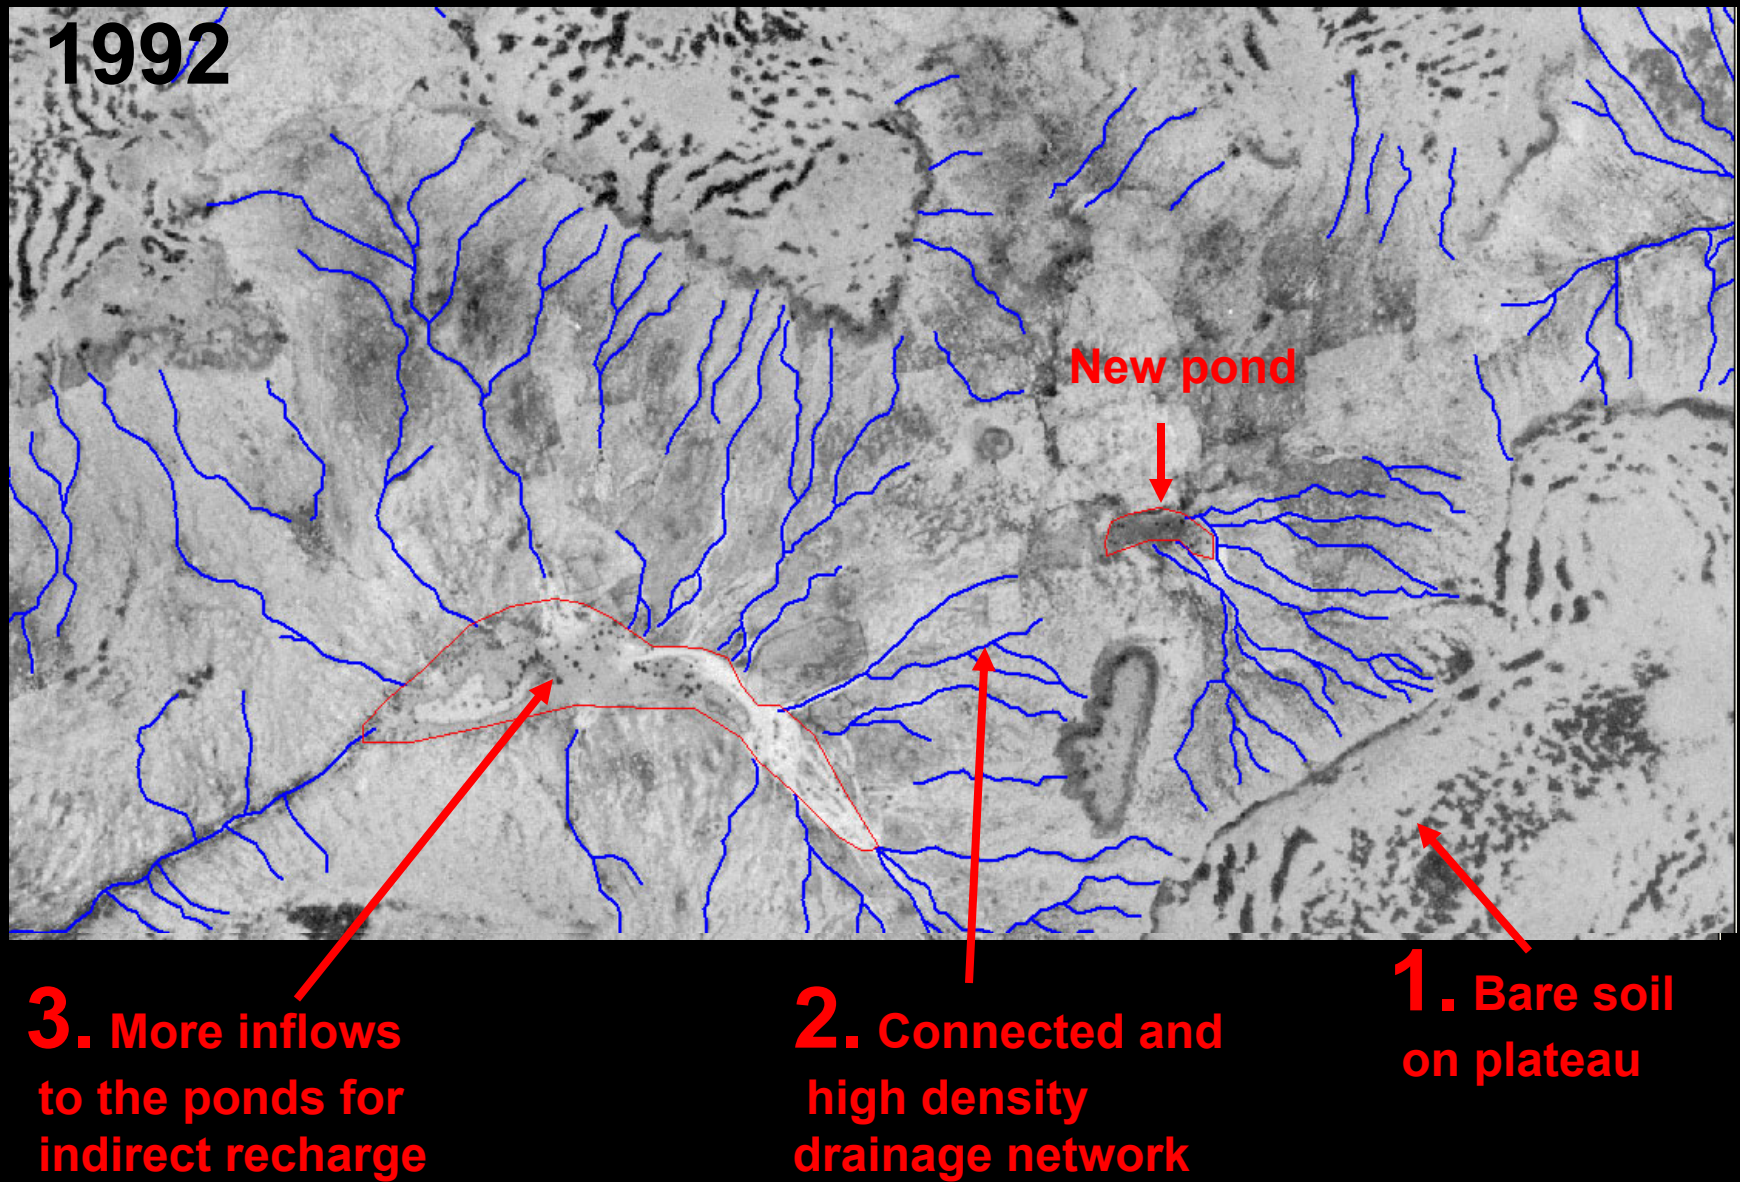 1992
New pond
3. More inflows
to the ponds for
indirect recharge
2. Connected and
high density
drainage network
1. Bare soil
on plateau